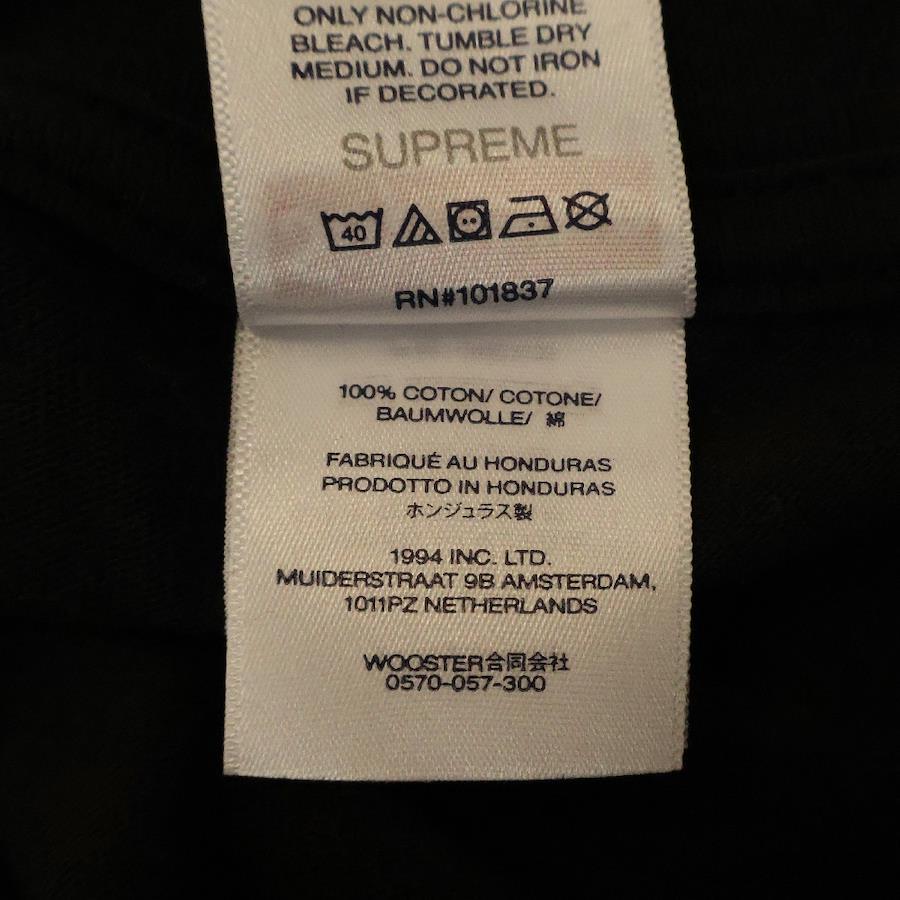 ONLY NON-CHLORINE
BLEACH. TUMBLE DRY
MEDIUM. DO NOT IRON
IF DECORATED.
SUPREME
40
RN#101837
100% COTON/ COTONE/
BAUMWOLLE/ 綿
FABRIQUÉ AU HONDURAS
PRODOTTO IN HONDURAS
ホンジュラス製
1994 INC. LTD.
MUIDERSTRAAT 9B AMSTERDAM,
1011PZ NETHERLANDS
WOOSTER合同会社
0570-057-300